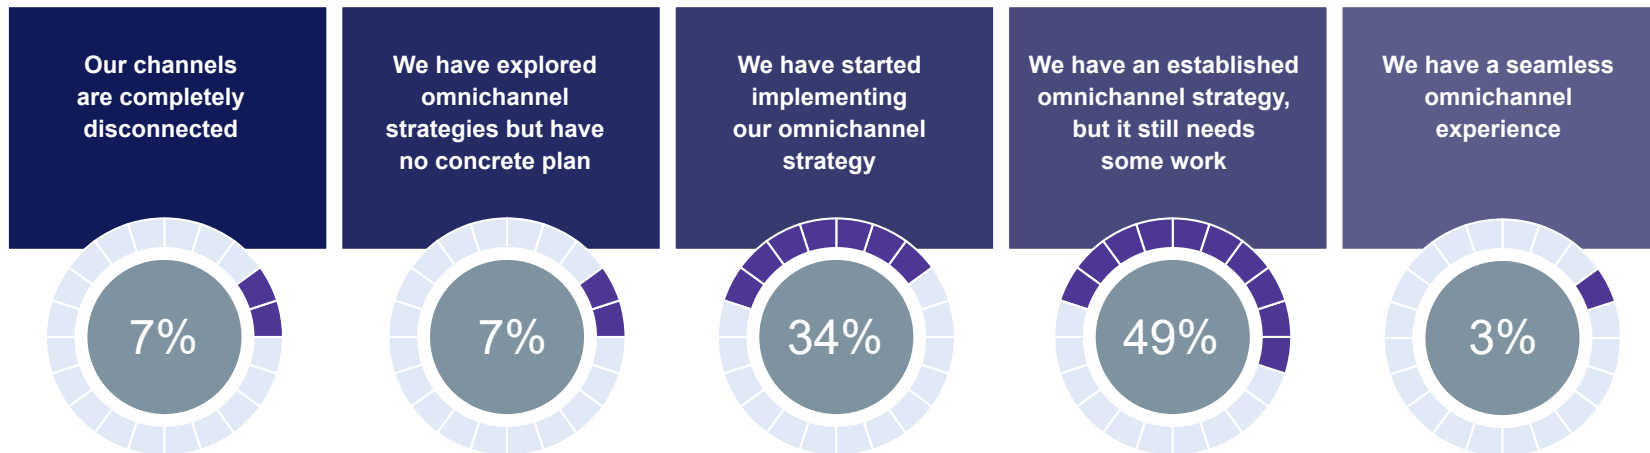 Our channels
are completely
disconnected
We have explored
omnichannel
strategies but have
no concrete plan
We have started
implementing
our omnichannel
strategy
We have an established
omnichannel strategy,
but it still needs
some work
We have a seamless
omnichannel
experience
7%
7%
34%
49%
3%